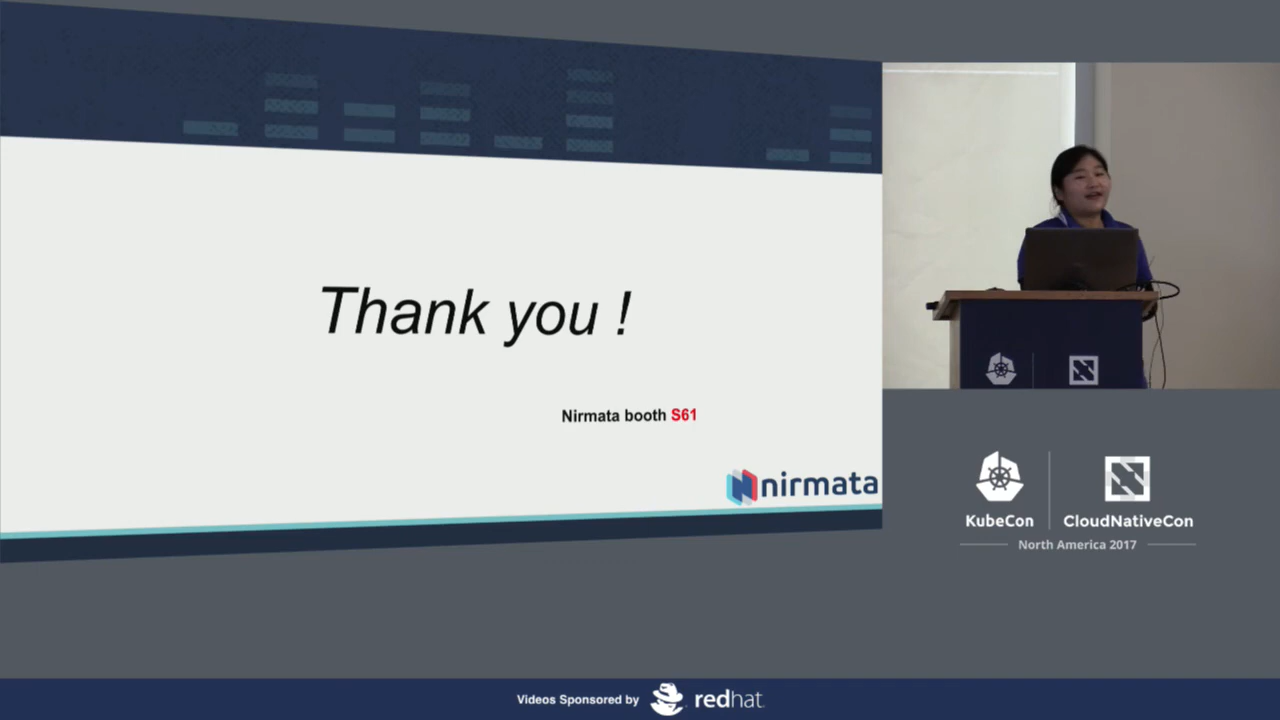 Thank you !
Nirmata booth S61
nirmata
KubeCon
CloudNativeCon
North America 2017
Videos Sponsored by
redhat.